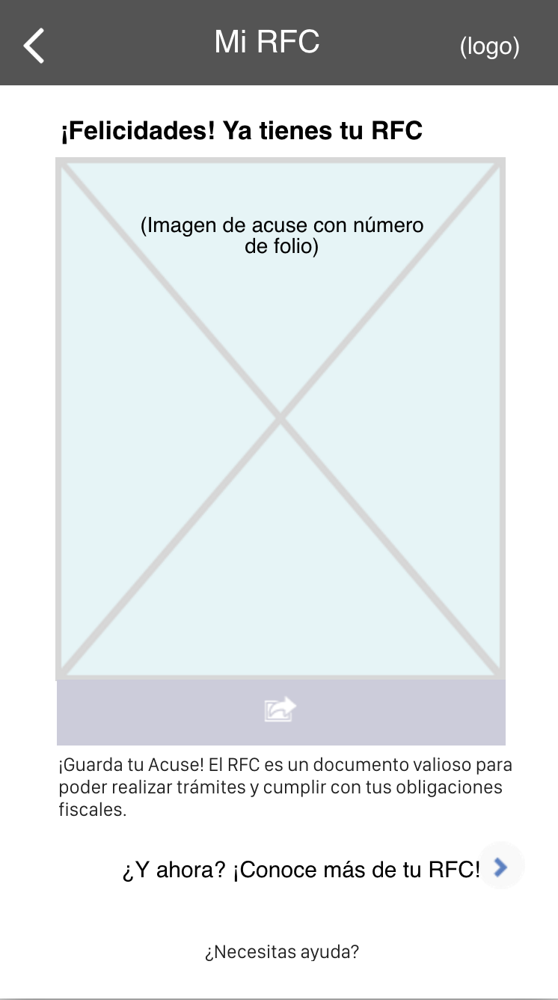 Mi RFC
(logo)
¡Felicidades! Ya tienes tu RFC
(Imagen de acuse con número
de folio)
¡Guarda tu Acuse! El RFC es un documento valioso para
poder realizar trámites y cumplir con tus obligaciones
fiscales.
¿Y ahora? ¡Conoce más de tu RFC!
¿Necesitas ayuda?